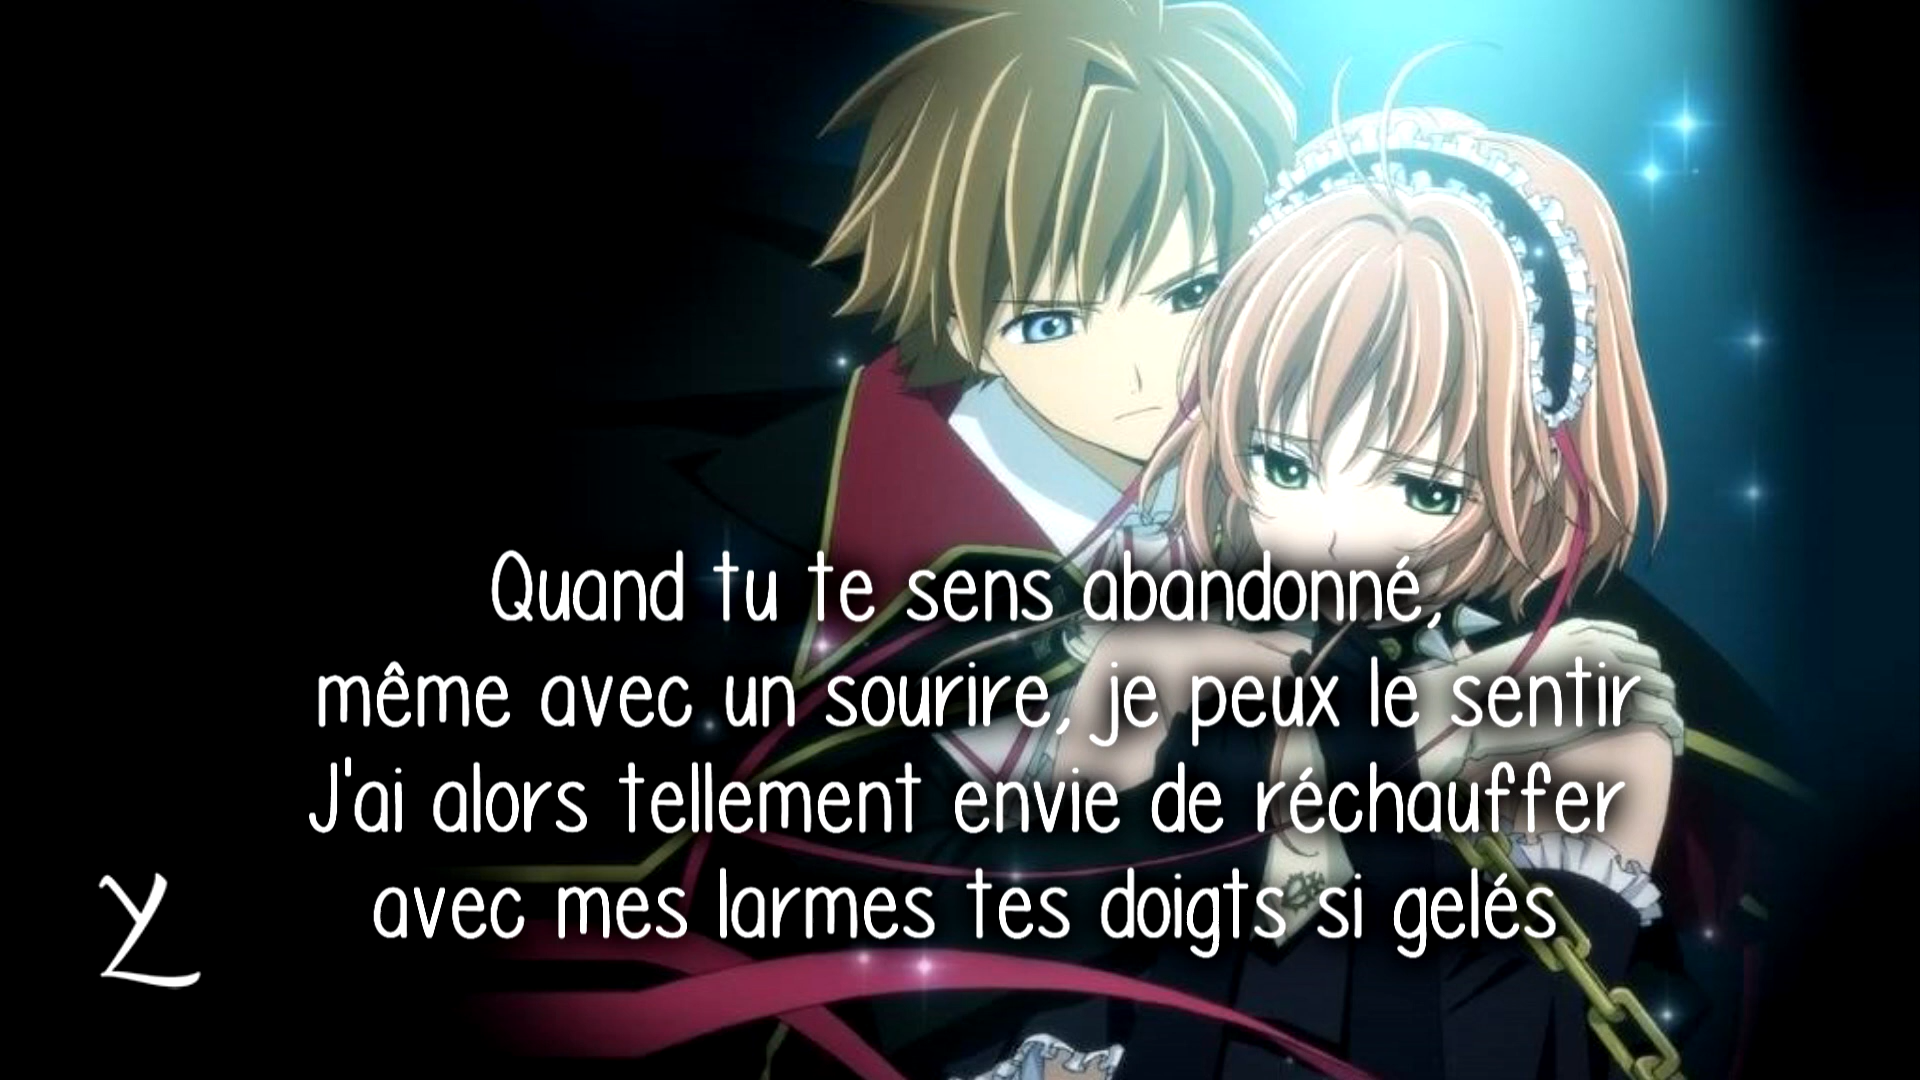 Quand tu te sens abandonné,
même avec un sourire, je peux le sentir
J'ai alors tellement envie de réchauffer
avec mes larmes tes doigts si gelés